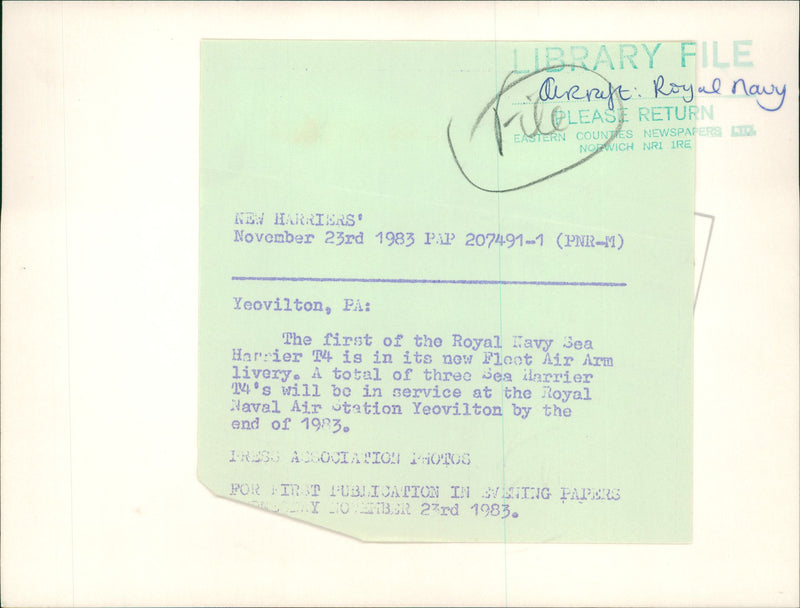 LIBRARY FILE
Aircraft: Royal Navy
File
PLEASE RETURN
EASTERN COUNTIES NEWSPAPERS LTD.
NORWICH NR1 1RE
NEW HARRIERS'
November 23rd 1983 PAP 207491-1 (PNR-M)
Yeovilton, PA:
The first of the Royal Navy Sea
Harrier T4 is in its new Fleet Air Arm
livery. A total of three Sea Harrier
T4's will be in service at the Royal
Naval Air Station Yeovilton by the
end of 1983.
PRESS ASSOCIATION PHOTOS
FOR FIRST PUBLICATION IN EVENING PAPERS
WEDNESDAY NOVEMBER 23rd 1983.